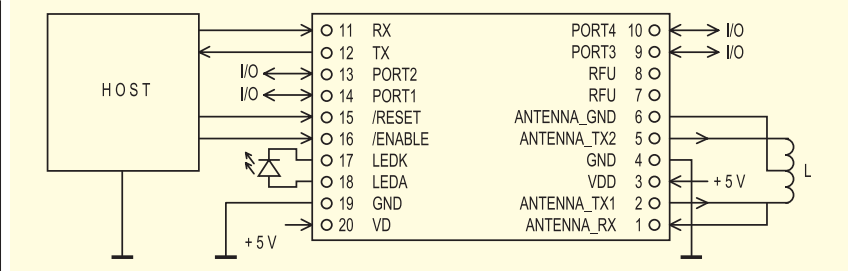 11 RX PORT4 10 I/O
12 TX PORT3 9 I/O
I/O 13 PORT2 RFU 8
HOST
I/O 14 PORT1 RFU 7
15 /RESET ANTENNA_GND 6
16 /ENABLE ANTENNA_TX2 5
17 LEDK GND 4
L
18 LEDA VDD 3 + 5 V
19 GND ANTENNA_TX1 2
20 VD ANTENNA_RX 1
+ 5 V